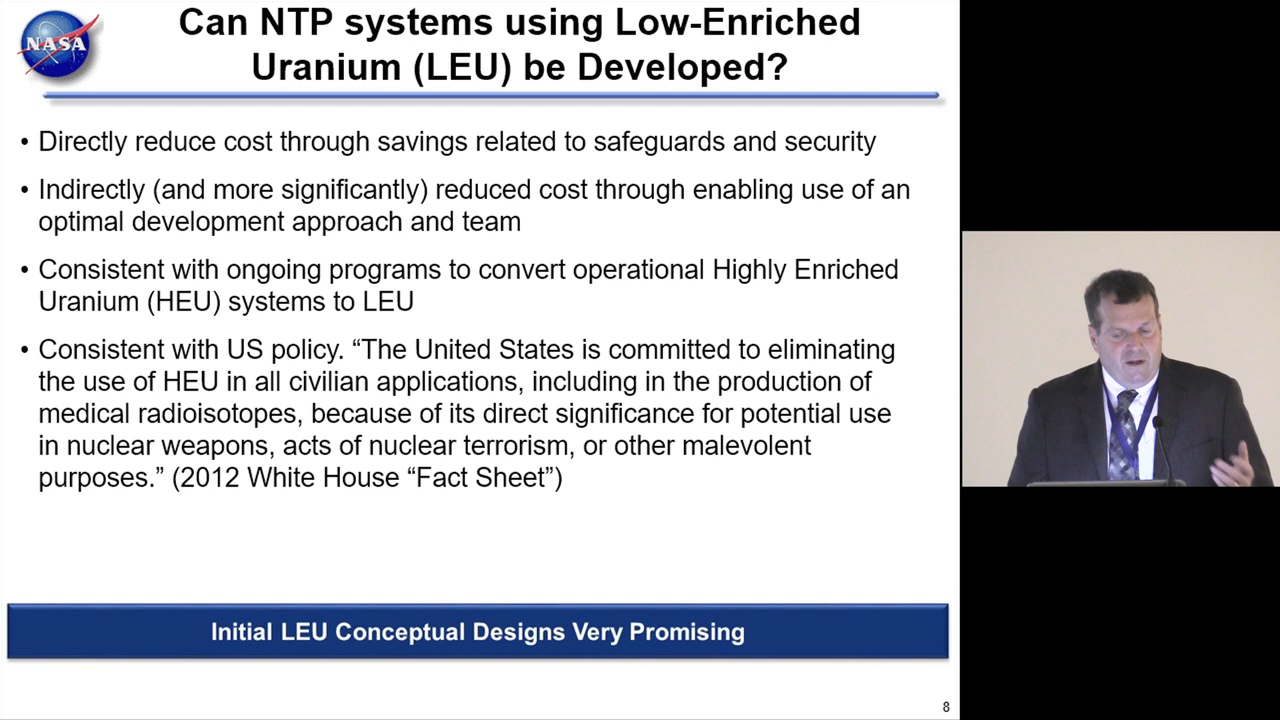 Can NTP systems using Low-Enriched
Uranium (LEU) be Developed?
NASA
• Directly reduce cost through savings related to safeguards and security
• Indirectly (and more significantly) reduced cost through enabling use of an
optimal development approach and team
• Consistent with ongoing programs to convert operational Highly Enriched
Uranium (HEU) systems to LEU
• Consistent with US policy. “The United States is committed to eliminating
the use of HEU in all civilian applications, including in the production of
medical radioisotopes, because of its direct significance for potential use
in nuclear weapons, acts of nuclear terrorism, or other malevolent
purposes.” (2012 White House “Fact Sheet”)
Initial LEU Conceptual Designs Very Promising
8